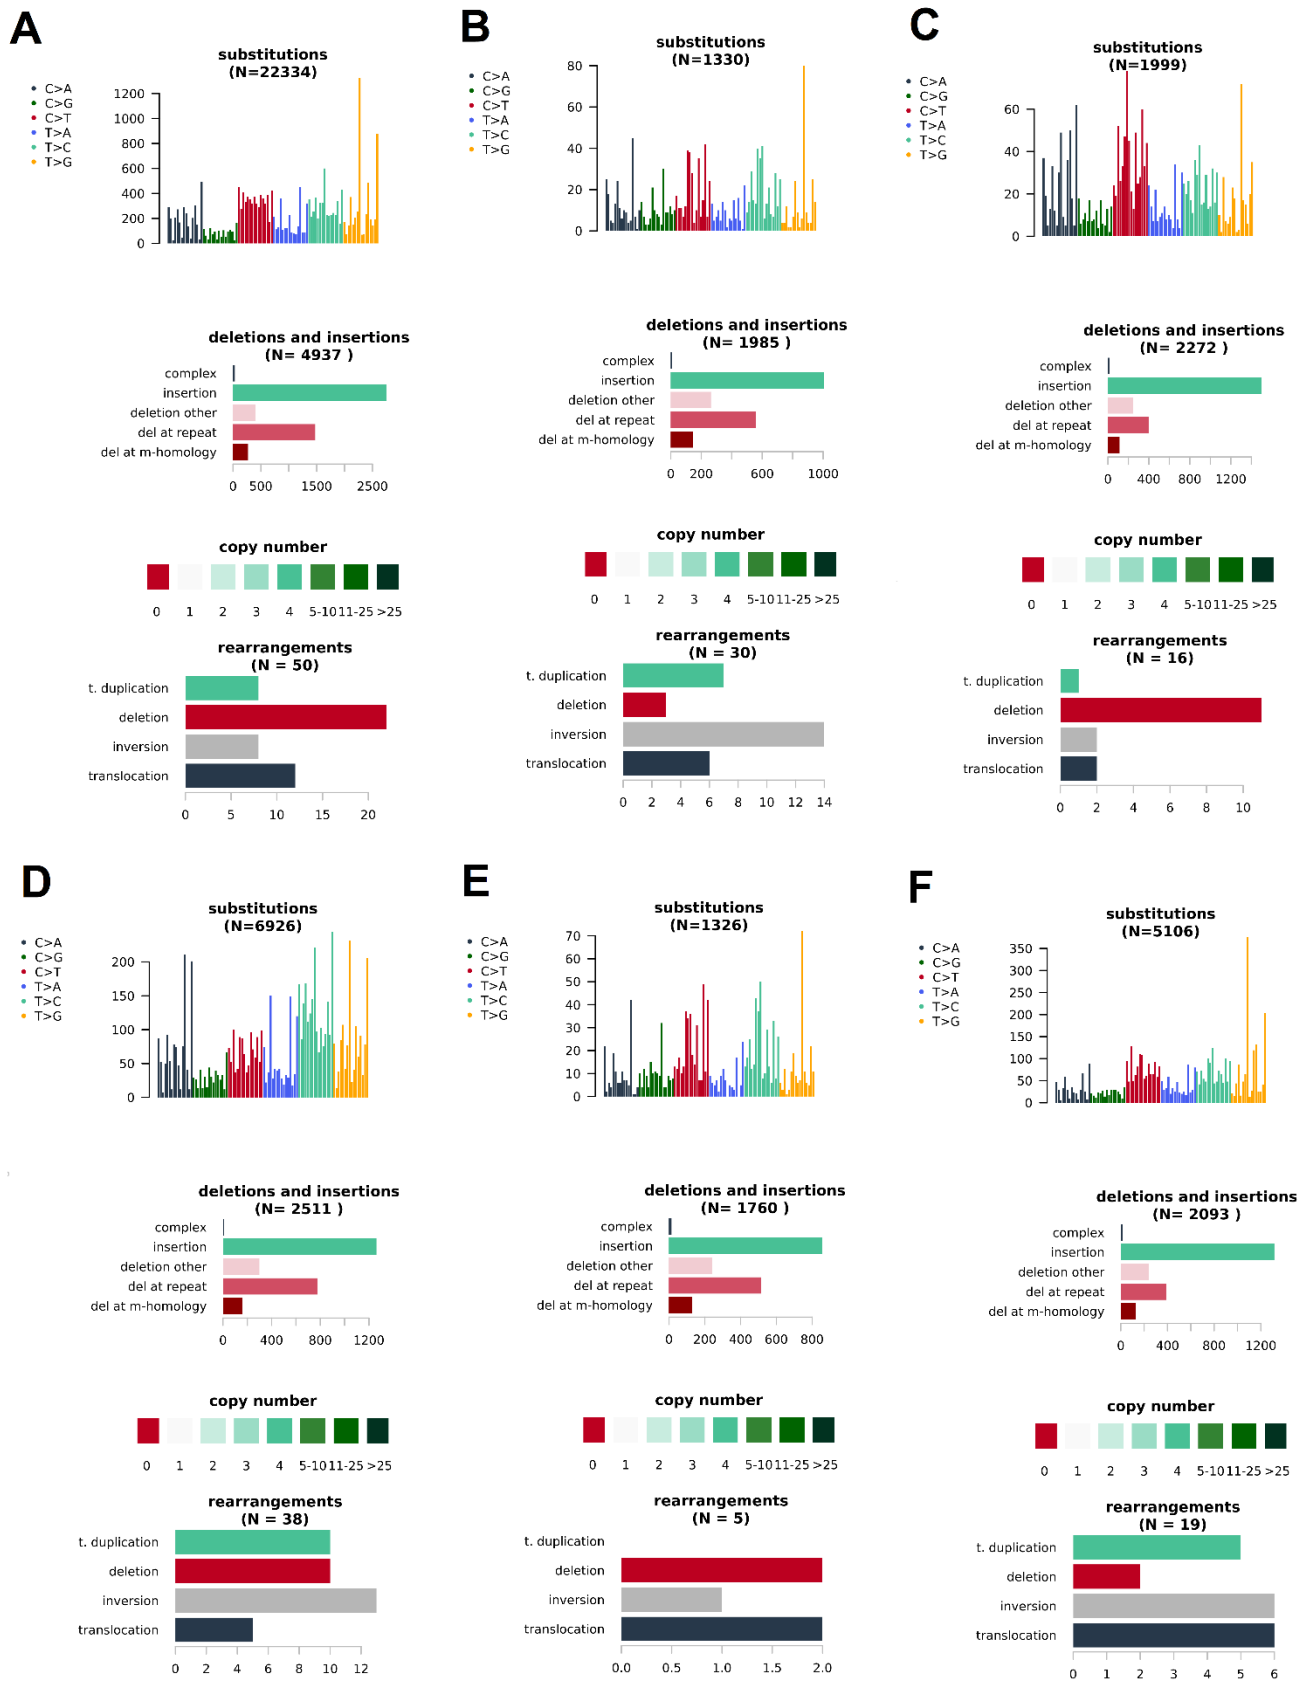 A
substitutions
(N=22334)
C>A
C>G
C>T
T>A
T>C
T>G
1200
1000
800
600
400
200
0
deletions and insertions
(N= 4937 )
complex
insertion
deletion other
del at repeat
del at m-homology
0 500 1500 2500
copy number
0 1 2 3 4 5-10 11-25 >25
rearrangements
(N = 50)
t. duplication
deletion
inversion
translocation
0 5 10 15 20
B
substitutions
(N=1330)
C>A
C>G
C>T
T>A
T>C
T>G
80
60
40
20
0
deletions and insertions
(N= 1985 )
complex
insertion
deletion other
del at repeat
del at m-homology
0 200 600 1000
copy number
0 1 2 3 4 5-10 11-25 >25
rearrangements
(N = 30)
t. duplication
deletion
inversion
translocation
0 2 4 6 8 10 12 14
C
substitutions
(N=1999)
C>A
C>G
C>T
T>A
T>C
T>G
60
40
20
0
deletions and insertions
(N= 2272 )
complex
insertion
deletion other
del at repeat
del at m-homology
0 400 800 1200
copy number
0 1 2 3 4 5-10 11-25 >25
rearrangements
(N = 16)
t. duplication
deletion
inversion
translocation
0 2 4 6 8 10
D
substitutions
(N=6926)
C>A
C>G
C>T
T>A
T>C
T>G
200
150
100
50
0
deletions and insertions
(N= 2511 )
complex
insertion
deletion other
del at repeat
del at m-homology
0 400 800 1200
copy number
0 1 2 3 4 5-10 11-25 >25
rearrangements
(N = 38)
t. duplication
deletion
inversion
translocation
0 2 4 6 8 10 12
E
substitutions
(N=1326)
C>A
C>G
C>T
T>A
T>C
T>G
70
60
50
40
30
20
10
0
deletions and insertions
(N= 1760 )
complex
insertion
deletion other
del at repeat
del at m-homology
0 200 400 600 800
copy number
0 1 2 3 4 5-10 11-25 >25
rearrangements
(N = 5)
t. duplication
deletion
inversion
translocation
0.0 0.5 1.0 1.5 2.0
F
substitutions
(N=5106)
C>A
C>G
C>T
T>A
T>C
T>G
350
300
250
200
150
100
50
0
deletions and insertions
(N= 2093 )
complex
insertion
deletion other
del at repeat
del at m-homology
0 400 800 1200
copy number
0 1 2 3 4 5-10 11-25 >25
rearrangements
(N = 19)
t. duplication
deletion
inversion
translocation
0 1 2 3 4 5 6